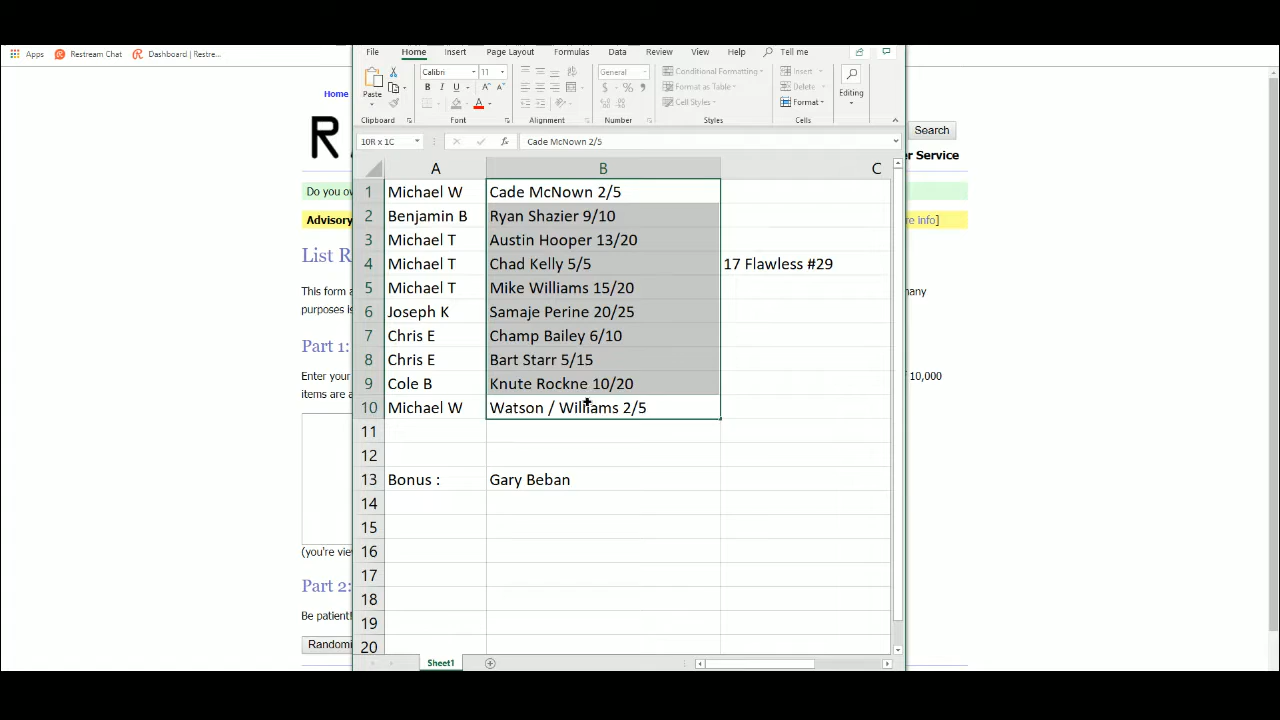 Apps Restream Chat Dashboard (Restre...
File Home Insert Page Layout Formulas Data Review View Help Tell me
Calibri 11 General Conditional Formatting Insert
Paste B I U $ % Format as Table Delete Editing
A Cell Styles Format
Clipboard Font Alignment Number Styles Cells
10R x 1C fx Cade McNown 2/5
Home
R
Search
er Service
Do you ow
Advisory
re info]
List R
This form a
many
purposes is
Part 1:
Enter your
of 10,000
items are a
(you're view
Part 2:
Be patient!
Randomi
A B C
1 Michael W Cade McNown 2/5
2 Benjamin B Ryan Shazier 9/10
3 Michael T Austin Hooper 13/20
4 Michael T Chad Kelly 5/5 17 Flawless #29
5 Michael T Mike Williams 15/20
6 Joseph K Samaje Perine 20/25
7 Chris E Champ Bailey 6/10
8 Chris E Bart Starr 5/15
9 Cole B Knute Rockne 10/20
10 Michael W Watson / Williams 2/5
11
12
13 Bonus : Gary Beban
14
15
16
17
18
19
20
Sheet1